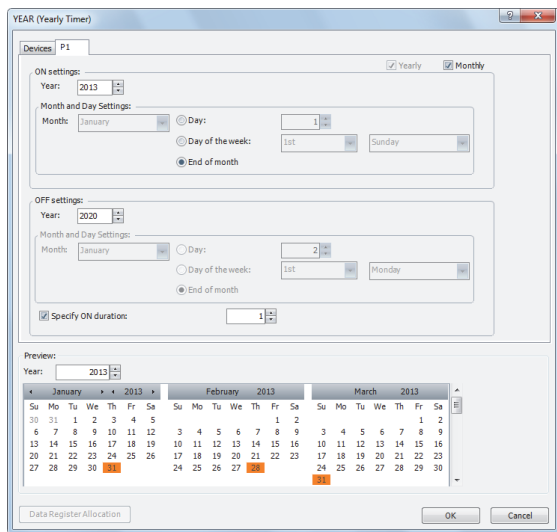 YEAR (Yearly Timer)
Devices P1
Yearly Monthly
ON settings:
Year: 2013
Month and Day Settings:
Month: January Day: 1
Day of the week: 1st Sunday
End of month
OFF settings:
Year: 2020
Month and Day Settings:
Month: January Day: 2
Day of the week: 1st Monday
End of month
Specify ON duration: 1
Preview:
Year: 2013
January 2013 February 2013 March 2013
Su Mo Tu We Th Fr Sa Su Mo Tu We Th Fr Sa Su Mo Tu We Th Fr Sa
30 31 1 2 3 4 5 1 2 1 2
6 7 8 9 10 11 12 3 4 5 6 7 8 9 3 4 5 6 7 8 9
13 14 15 16 17 18 19 10 11 12 13 14 15 16 10 11 12 13 14 15 16
20 21 22 23 24 25 26 17 18 19 20 21 22 23 17 18 19 20 21 22 23
27 28 29 30 31 24 25 26 27 28 24 25 26 27 28 29 30
31
Data Register Allocation OK Cancel